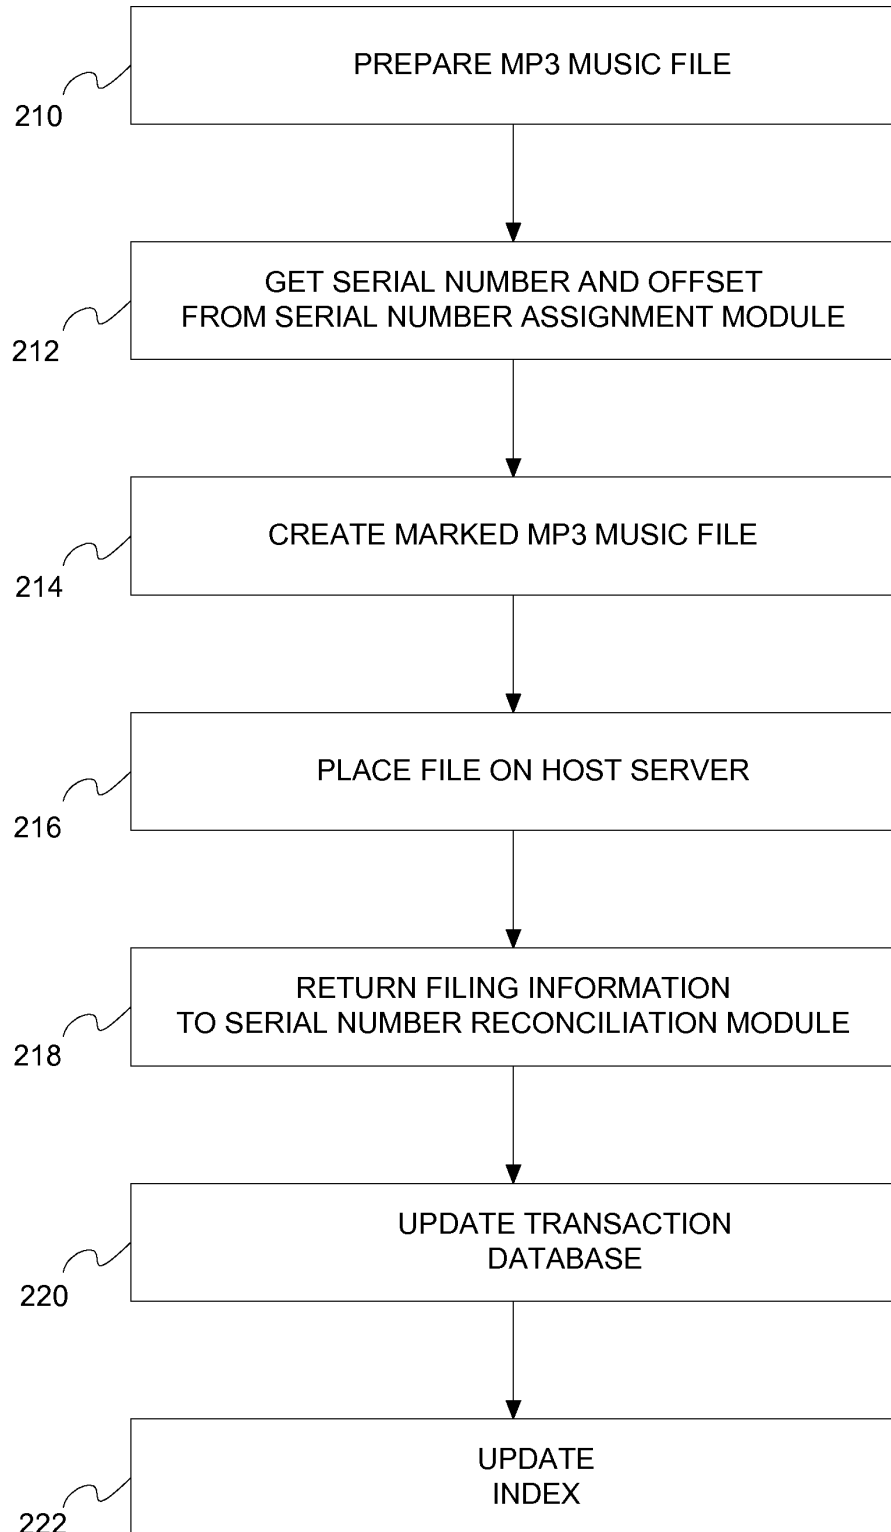 PREPARE MP3 MUSIC FILE
210
GET SERIAL NUMBER AND OFFSET
FROM SERIAL NUMBER ASSIGNMENT MODULE
212
CREATE MARKED MP3 MUSIC FILE
214
PLACE FILE ON HOST SERVER
216
RETURN FILING INFORMATION
TO SERIAL NUMBER RECONCILIATION MODULE
218
UPDATE TRANSACTION
DATABASE
220
UPDATE
INDEX
222